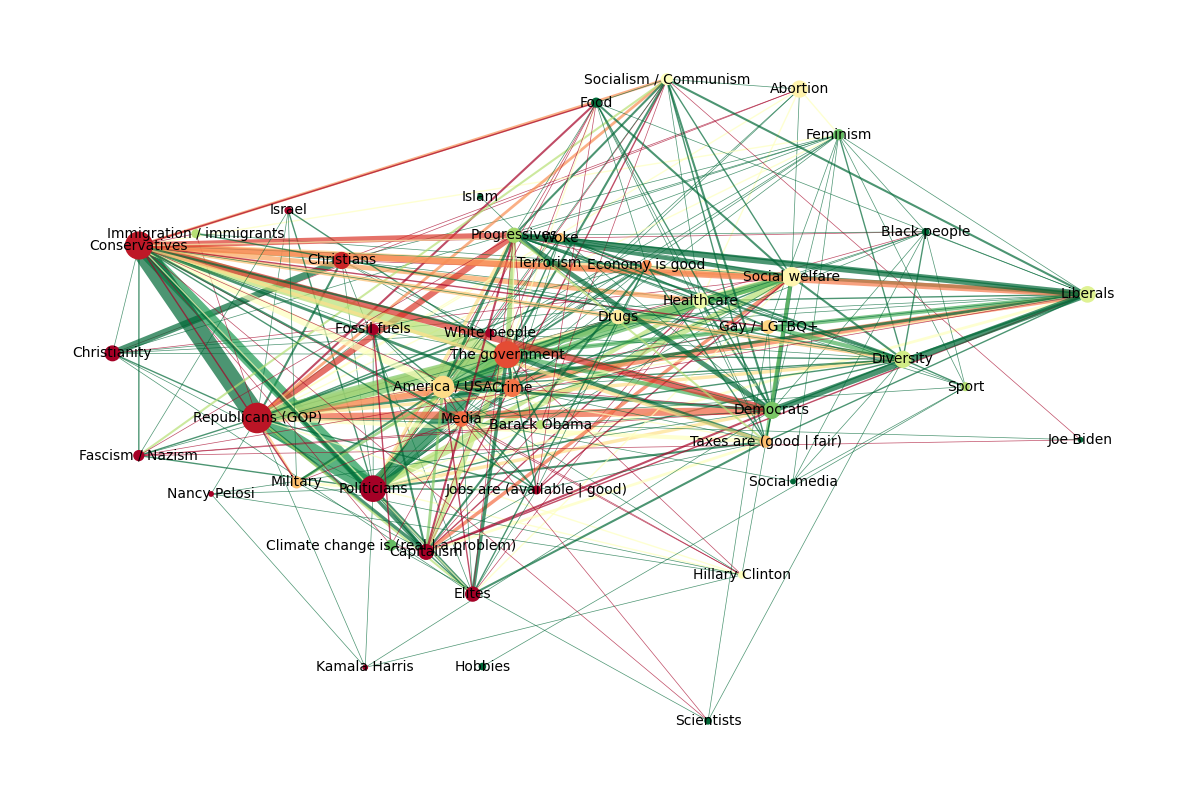 Socialism / Communism
Abortion
Food
Feminism
Islam
Israel
Immigration / immigrants
Conservatives
Progressives
Woke
Black people
Christians
Terrorism
Economy is good
Social welfare
Liberals
Healthcare
Drugs
Gay / LGTBQ+
Fossil fuels
White people
Christianity
The government
Diversity
America / USA
Crime
Sport
Republicans (GOP)
Media
Barack Obama
Democrats
Taxes are (good | fair)
Joe Biden
Fascism / Nazism
Nancy Pelosi
Military
Politicians
Jobs are (available | good)
Social media
Climate change is (real | a problem)
Capitalism
Hillary Clinton
Elites
Kamala Harris
Hobbies
Scientists